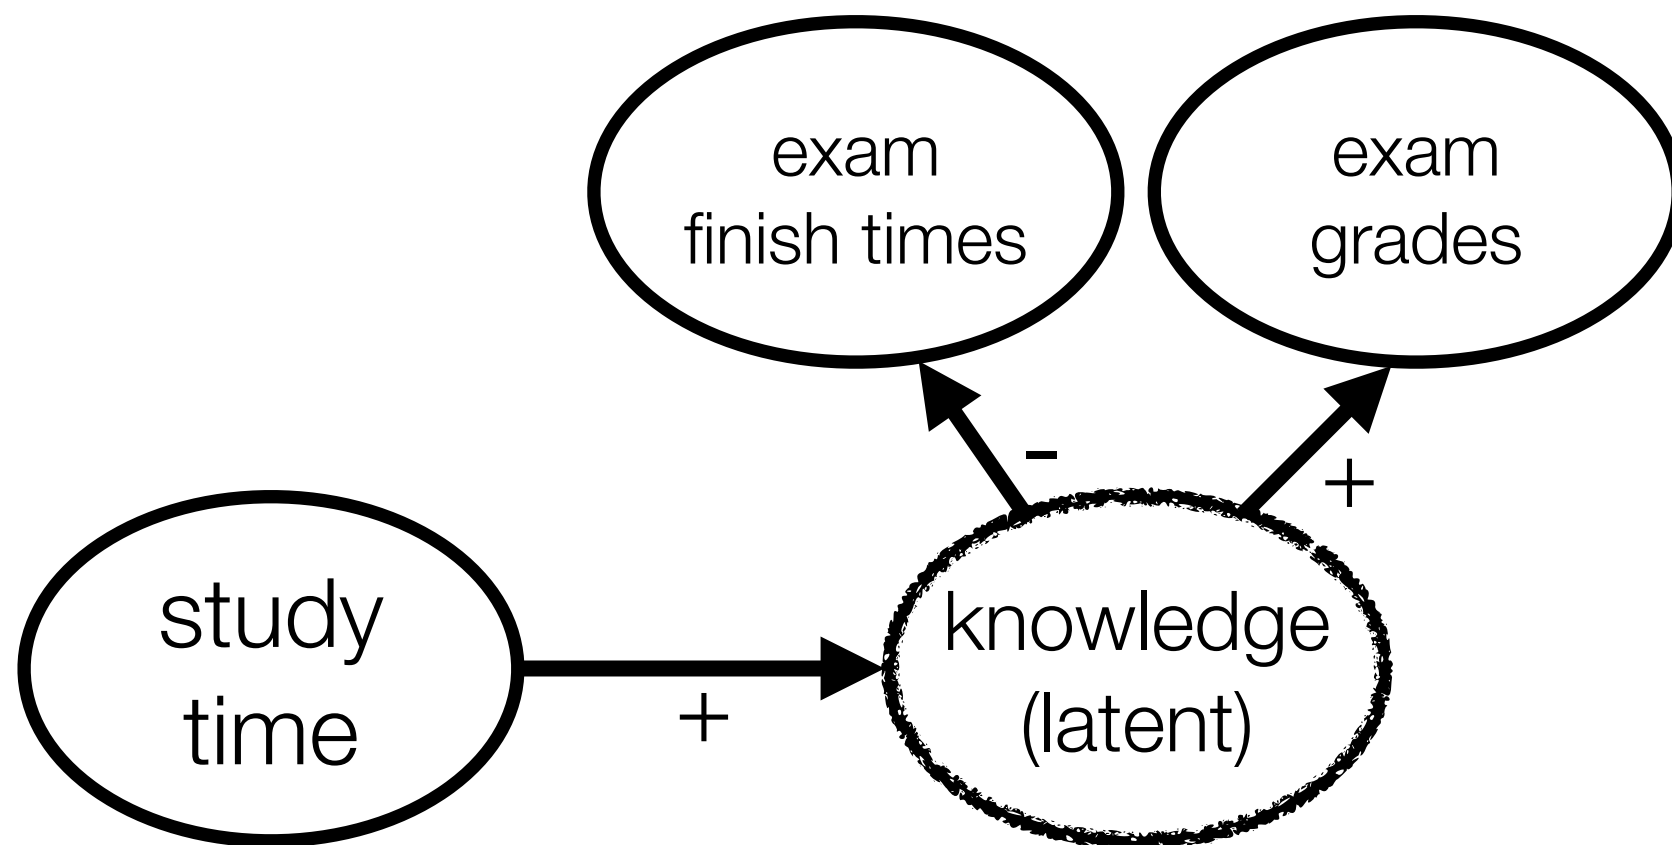 exam
finish times
exam
grades
-
+
study
time
+
knowledge
(latent)